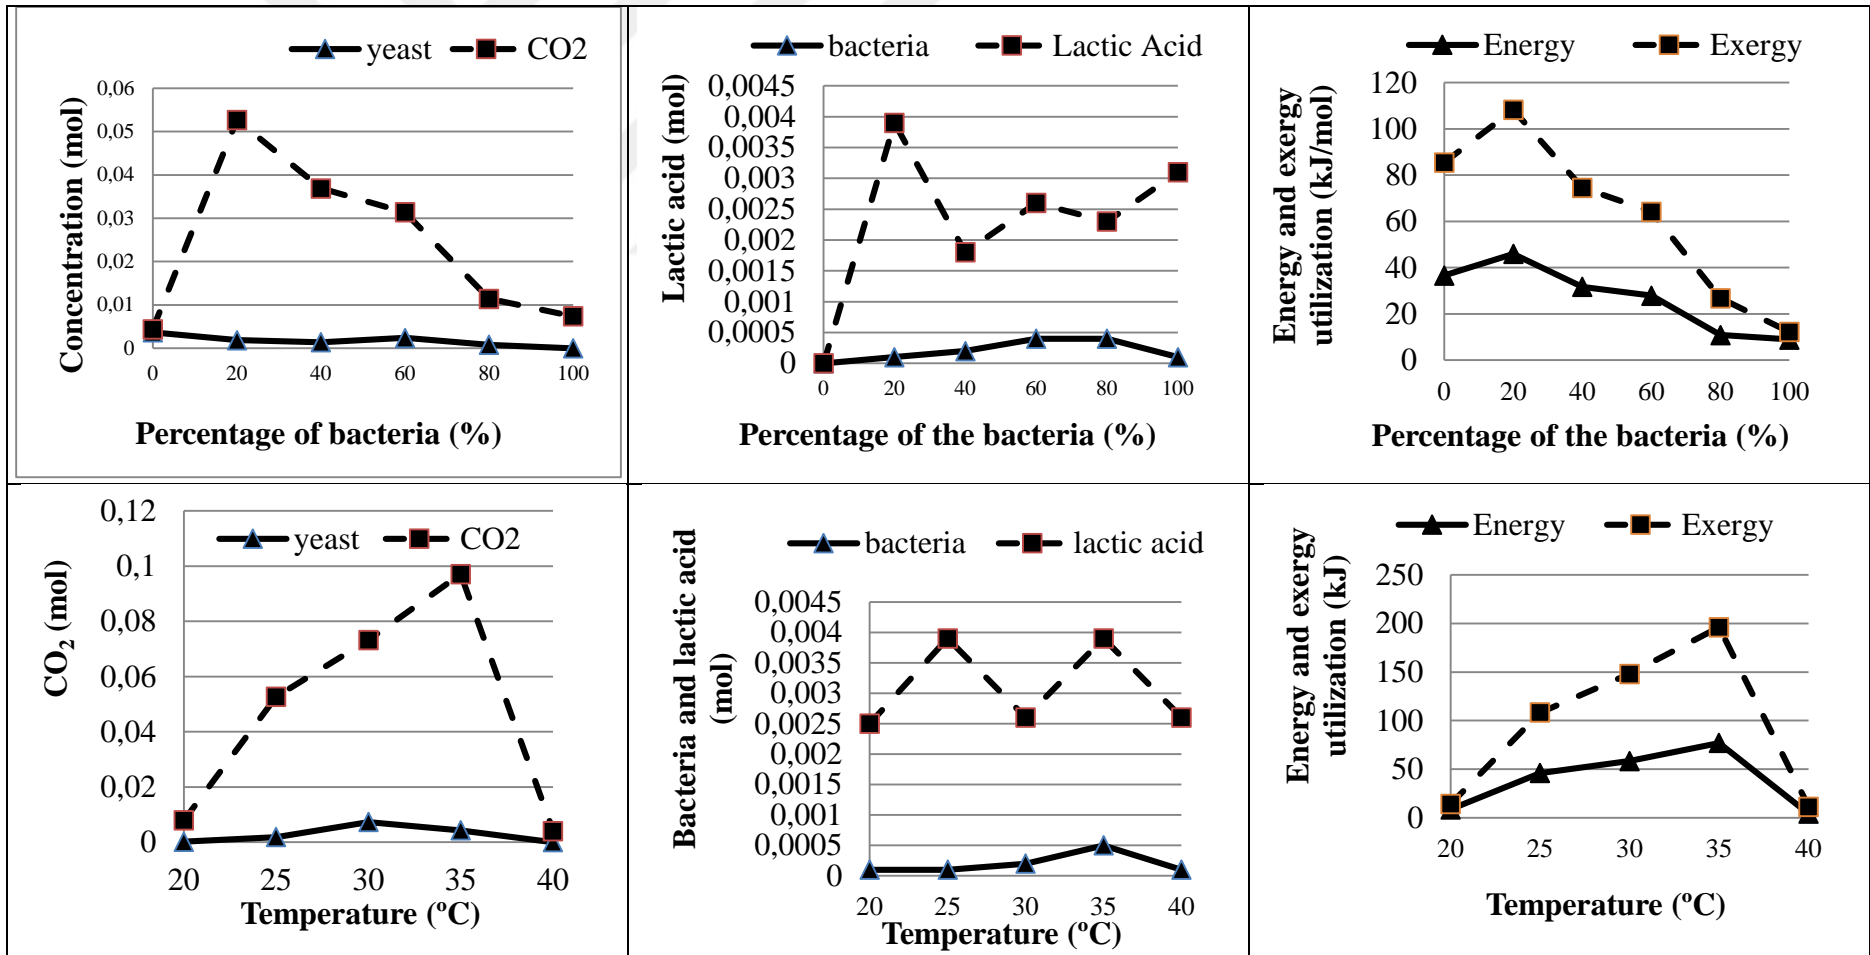 yeast CO2
Concentration (mol)
0,06
0,05
0,04
0,03
0,02
0,01
0
0 20 40 60 80 100
Percentage of bacteria (%)
bacteria Lactic Acid
Lactic acid (mol)
0,0045
0,004
0,0035
0,003
0,0025
0,002
0,0015
0,001
0,0005
0
0 20 40 60 80 100
Percentage of the bacteria (%)
Energy Exergy
Energy and exergy
utilization (kJ/mol)
120
100
80
60
40
20
0
0 20 40 60 80 100
Percentage of the bacteria (%)
yeast CO2
CO₂ (mol)
0,12
0,1
0,08
0,06
0,04
0,02
0
20 25 30 35 40
Temperature (ºC)
bacteria lactic acid
Bacteria and lactic acid
(mol)
0,0045
0,004
0,0035
0,003
0,0025
0,002
0,0015
0,001
0,0005
0
20 25 30 35 40
Temperature (ºC)
Energy Exergy
Energy and exergy
utilization (kJ)
250
200
150
100
50
0
20 25 30 35 40
Temperature (ºC)